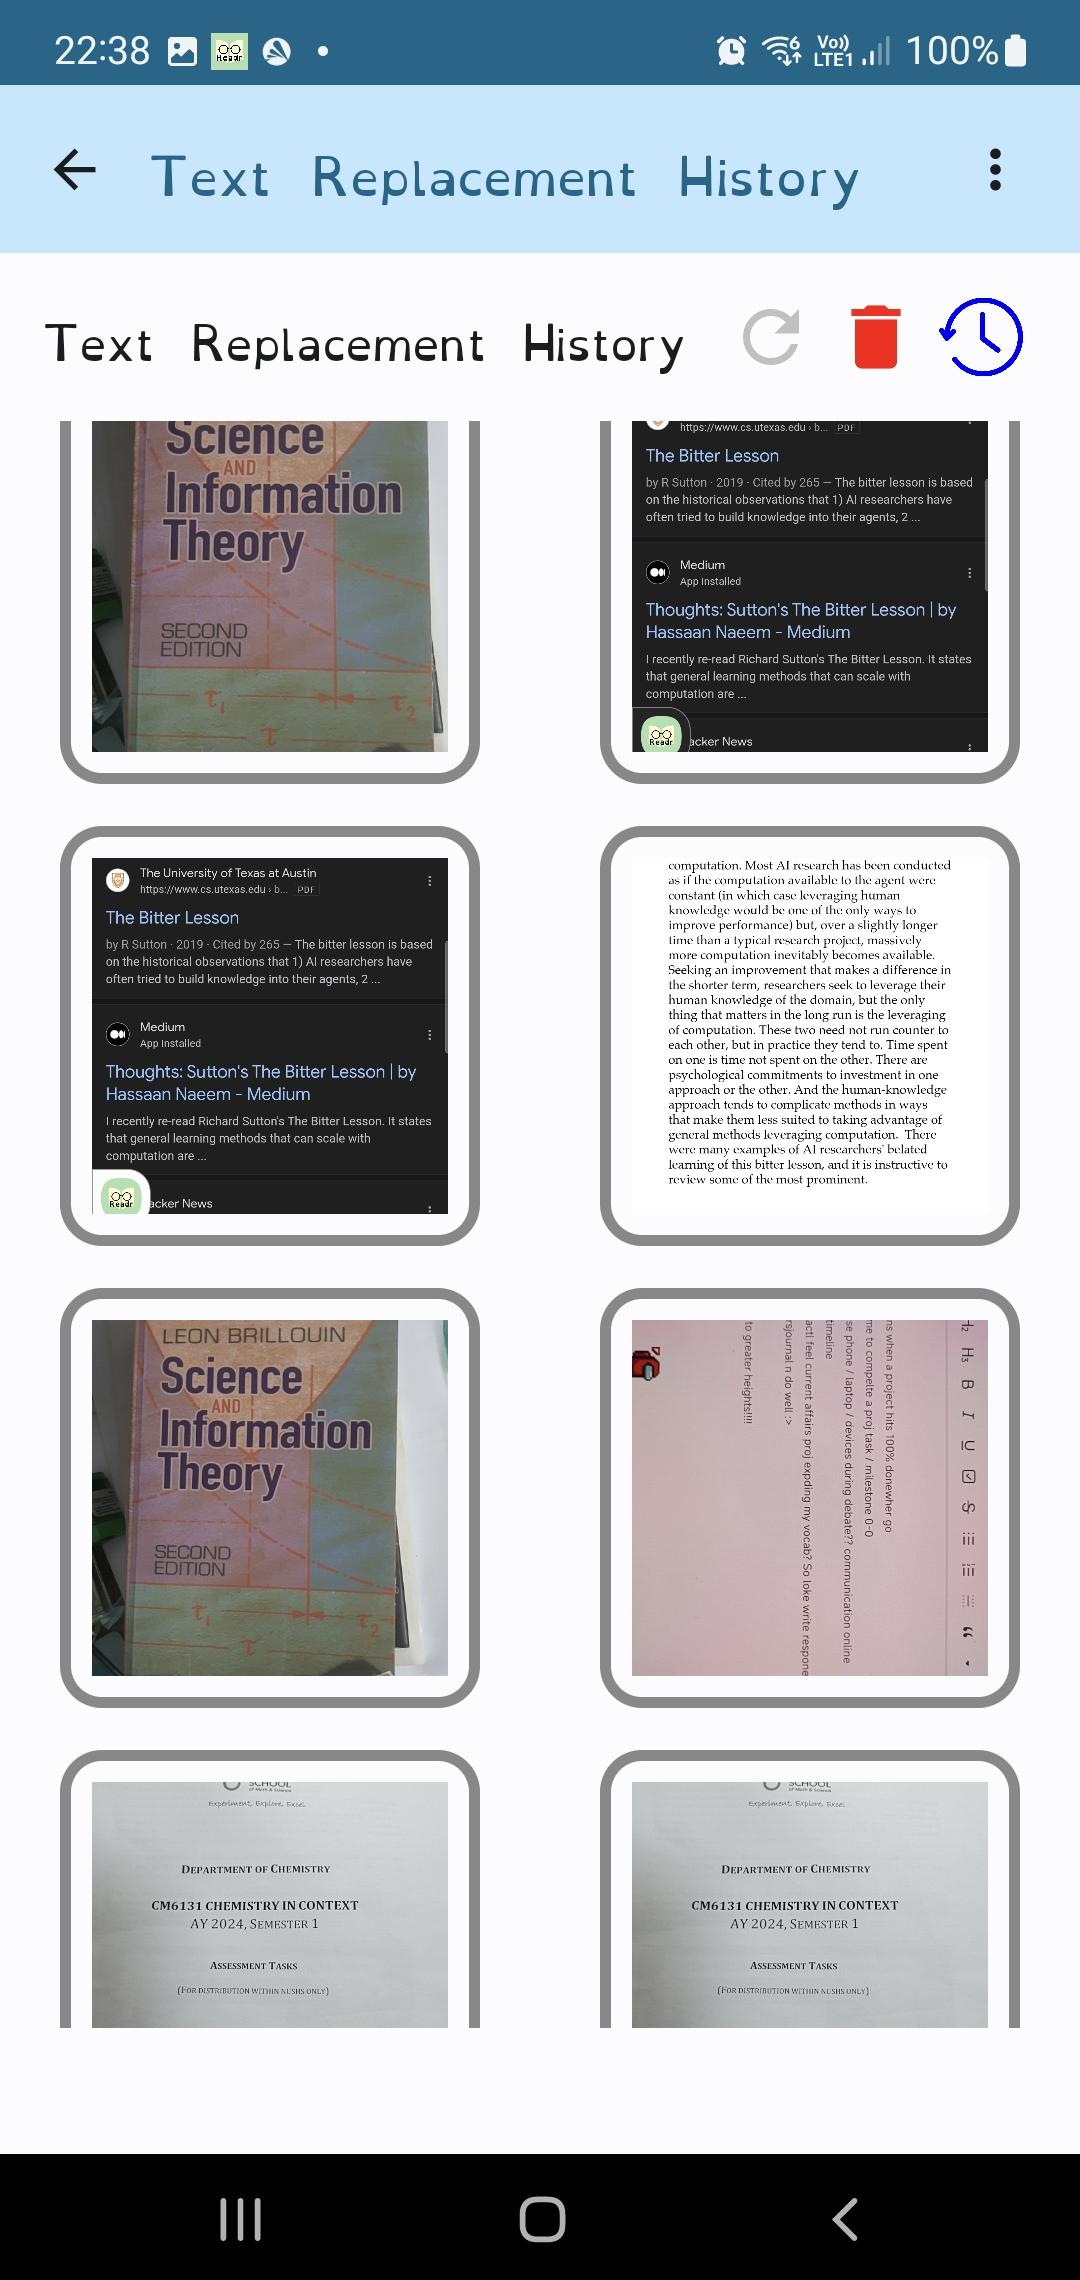 22:38
Readr
Vo))
LTE1
6
100%
Text Replacement History
Text Replacement History
Science
AND
Information
Theory
SECOND
EDITION
τ1
τ2
τ
https://www.cs.utexas.edu › b... PDF
The Bitter Lesson
by R Sutton · 2019 · Cited by 265 — The bitter lesson is based
on the historical observations that 1) AI researchers have
often tried to build knowledge into their agents, 2 ...
Medium
App installed
Thoughts: Sutton's The Bitter Lesson | by
Hassaan Naeem - Medium
I recently re-read Richard Sutton's The Bitter Lesson. It states
that general learning methods that can scale with
computation are ...
Readr
acker News
The University of Texas at Austin
https://www.cs.utexas.edu › b... PDF
The Bitter Lesson
by R Sutton · 2019 · Cited by 265 — The bitter lesson is based
on the historical observations that 1) AI researchers have
often tried to build knowledge into their agents, 2 ...
Medium
App installed
Thoughts: Sutton's The Bitter Lesson | by
Hassaan Naeem - Medium
I recently re-read Richard Sutton's The Bitter Lesson. It states
that general learning methods that can scale with
computation are ...
Readr
acker News
computation. Most AI research has been conducted
as if the computation available to the agent were
constant (in which case leveraging human
knowledge would be one of the only ways to
improve performance) but, over a slightly longer
time than a typical research project, massively
more computation inevitably becomes available.
Seeking an improvement that makes a difference in
the shorter term, researchers seek to leverage their
human knowledge of the domain, but the only
thing that matters in the long run is the leveraging
of computation. These two need not run counter to
each other, but in practice they tend to. Time spent
on one is time not spent on the other. There are
psychological commitments to investment in one
approach or the other. And the human-knowledge
approach tends to complicate methods in ways
that make them less suited to taking advantage of
general methods leveraging computation.  There
were many examples of AI researchers' belated
learning of this bitter lesson, and it is instructive to
review some of the most prominent.
LEON BRILLOUIN
Science
AND
Information
Theory
SECOND
EDITION
τ1
τ2
τ
H2 H3 B I U S
ns when a project hits 100% donewher go
me to compelte a proj task / milestone 0-0
se phone / laptop / devices during debate?? communication online
timeline
actl feel current affairs proj expding my vocab? So loke write respone
rsjournal n do well :>
to greater heights!!!!
SCHOOL
of Math & Science
Experiment, Explore, Excel
DEPARTMENT OF CHEMISTRY
CM6131 CHEMISTRY IN CONTEXT
AY 2024, SEMESTER 1
ASSESSMENT TASKS
(FOR DISTRIBUTION WITHIN NUSHS ONLY)
SCHOOL
of Math & Science
Experiment, Explore, Excel
DEPARTMENT OF CHEMISTRY
CM6131 CHEMISTRY IN CONTEXT
AY 2024, SEMESTER 1
ASSESSMENT TASKS
(FOR DISTRIBUTION WITHIN NUSHS ONLY)